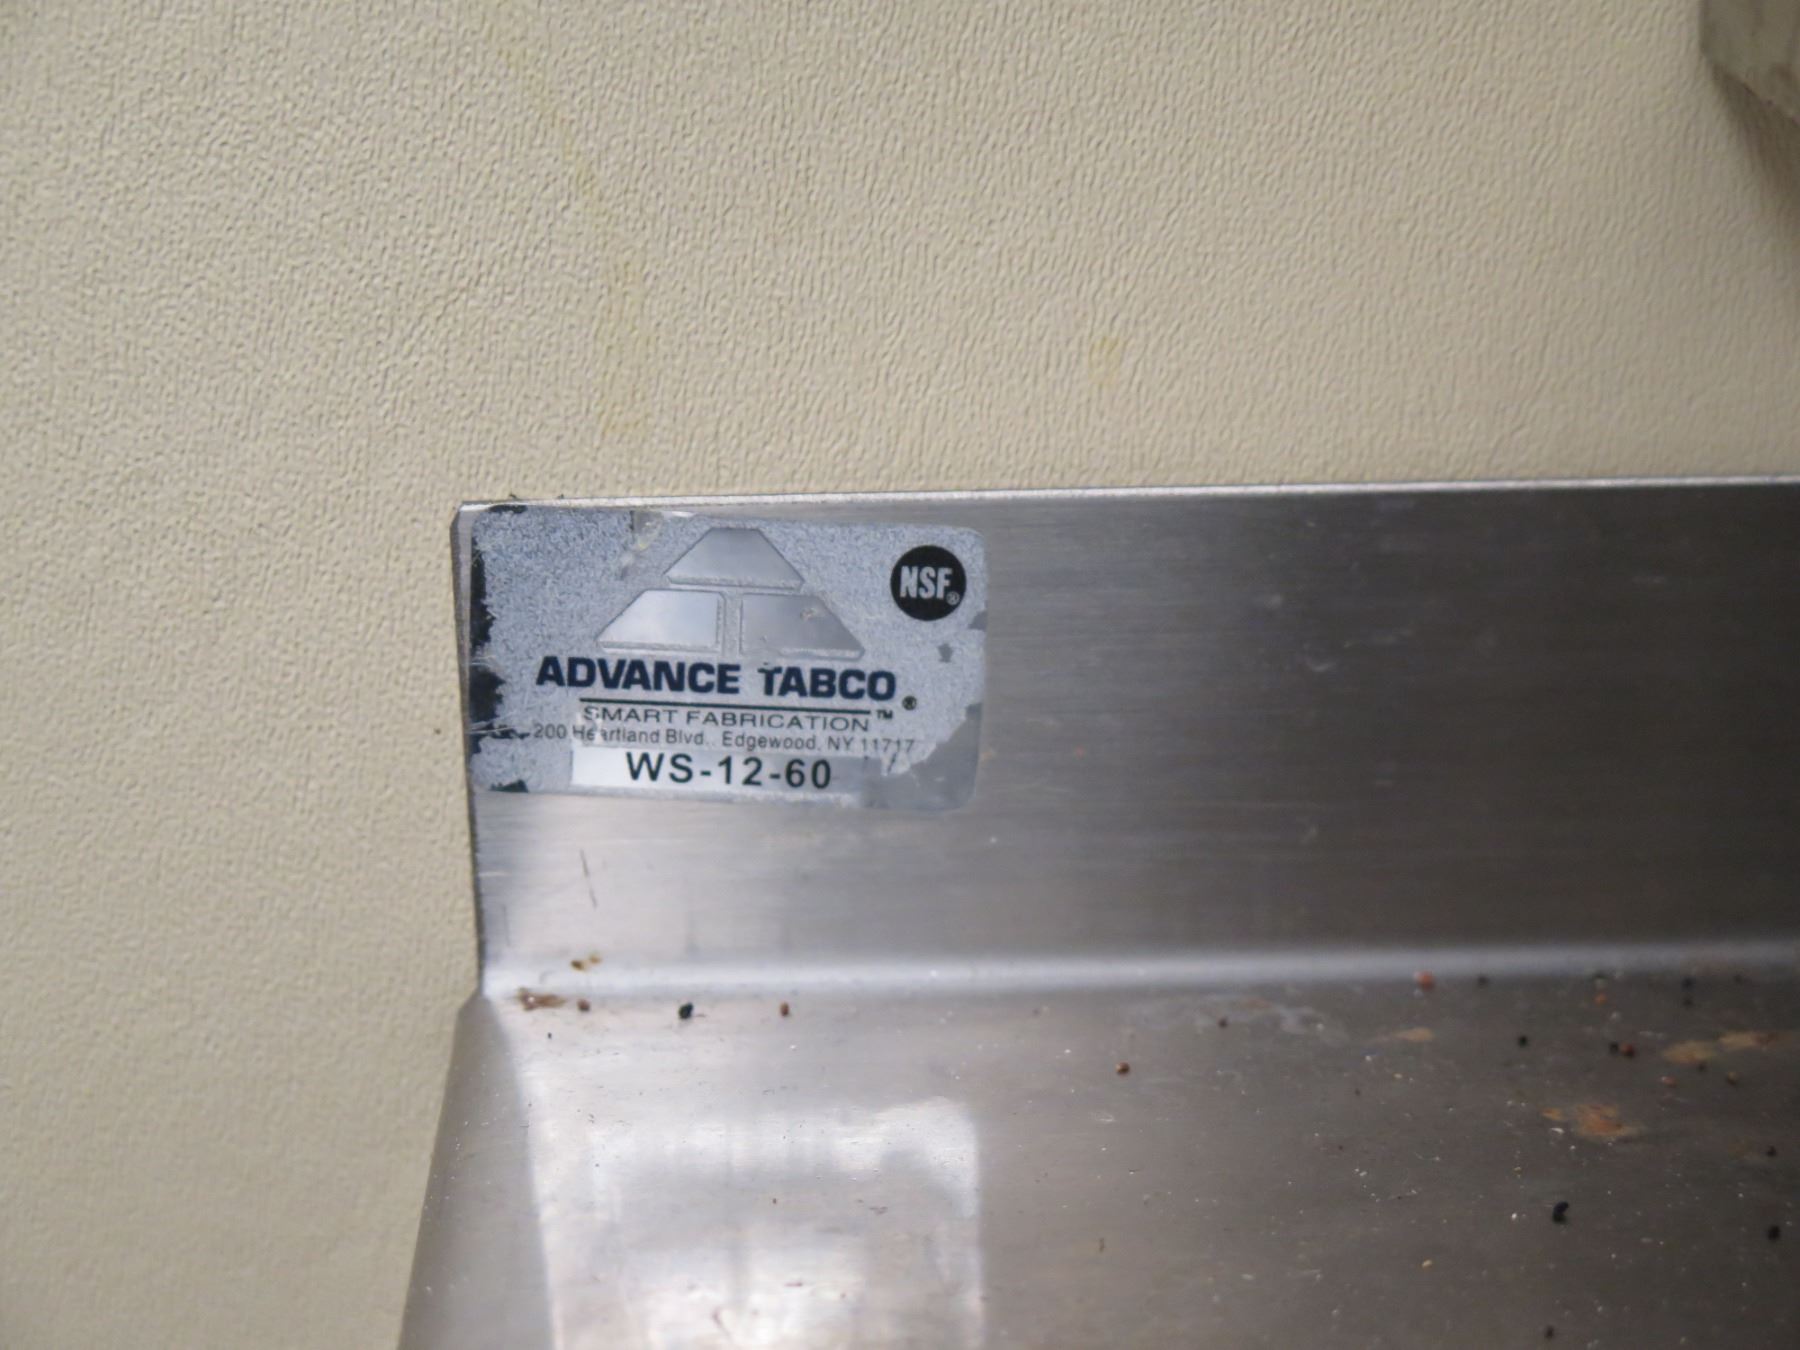 NSF®
ADVANCE TABCO®
SMART FABRICATION™
200 Heartland Blvd., Edgewood, NY 11717
WS-12-60